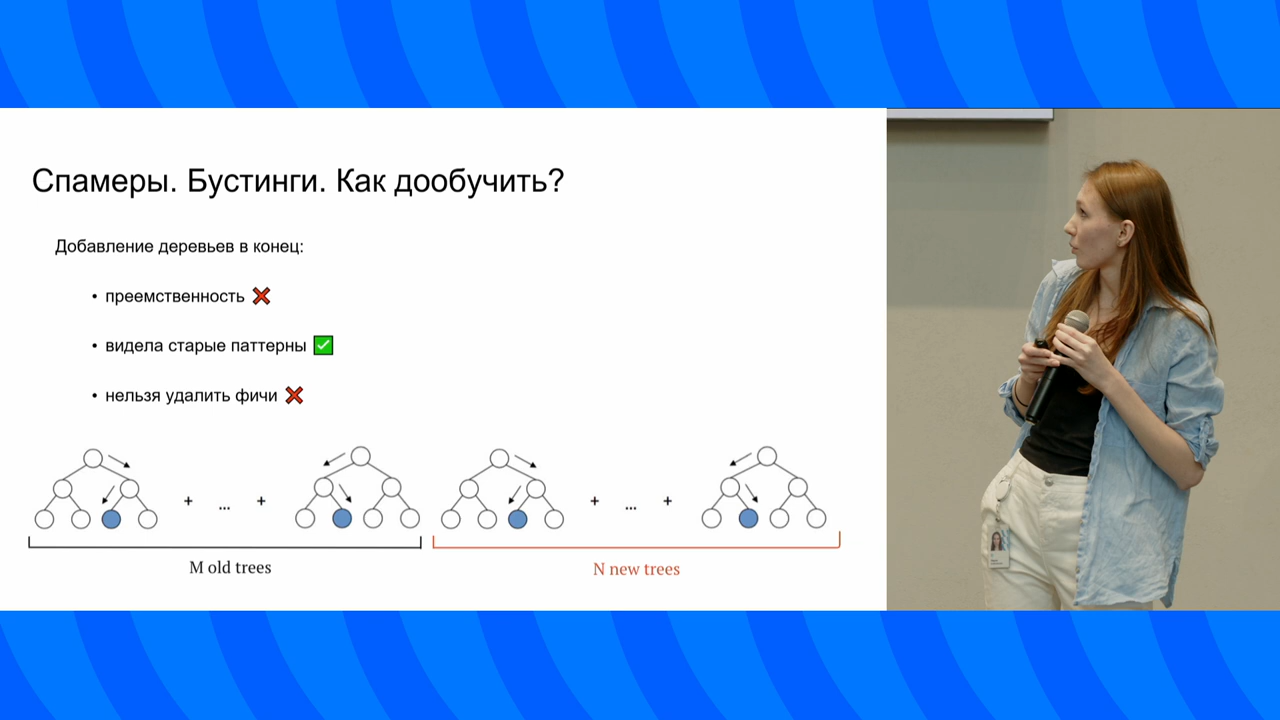 Спамеры. Бустинги. Как дообучить?
Добавление деревьев в конец:
• преемственность ❌
• видела старые паттерны ✅
• нельзя удалить фичи ❌
+ ... + + ... +
M old trees
N new trees